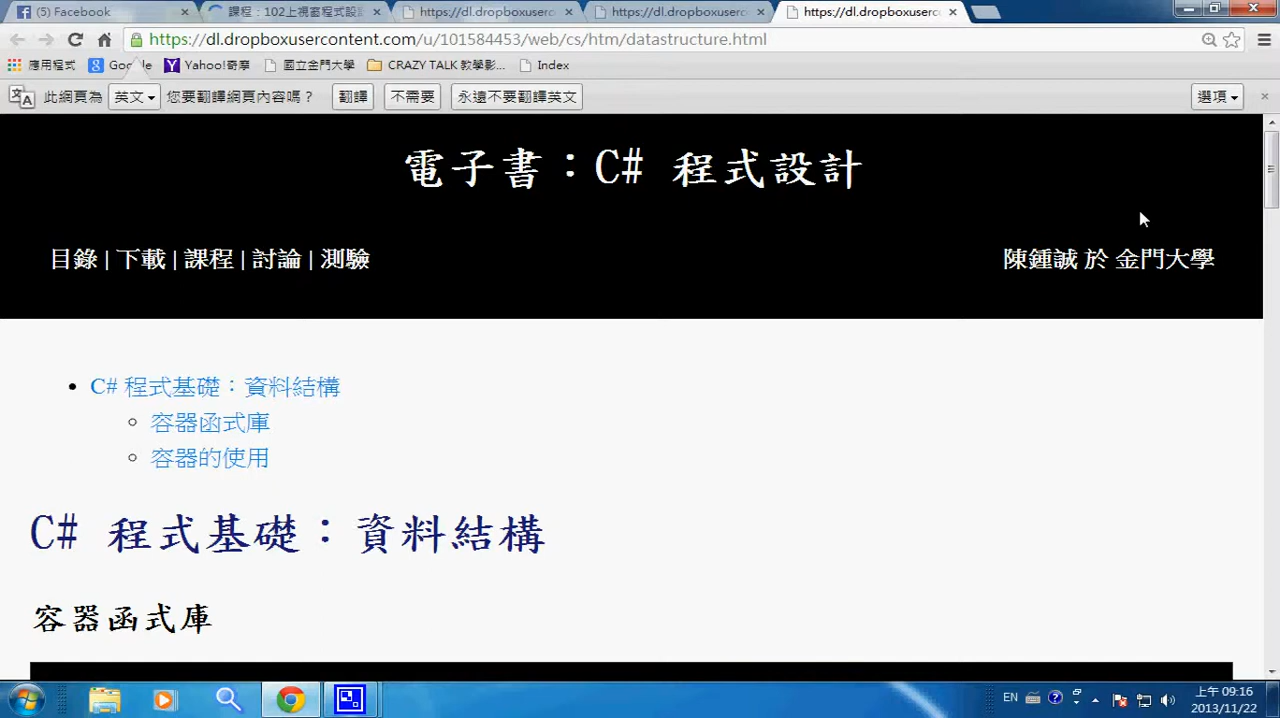 Facebook
課程：102上視窗程式設
https://dl.dropboxuserco
https://dl.dropboxuserco
https://dl.dropboxuserco
https://dl.dropboxusercontent.com/u/101584453/web/cs/htm/datastructure.html
應用程式 Google Yahoo!奇摩 國立金門大學 CRAZY TALK 教學影... Index
此網頁為 英文 您要翻譯網頁內容嗎？ 翻譯 不需要 永遠不要翻譯英文 選項
電子書：C# 程式設計
目錄 | 下載 | 課程 | 討論 | 測驗
陳鍾誠 於 金門大學
C# 程式基礎：資料結構
容器函式庫
容器的使用
C# 程式基礎：資料結構
容器函式庫
EN
上午 09:16
2013/11/22